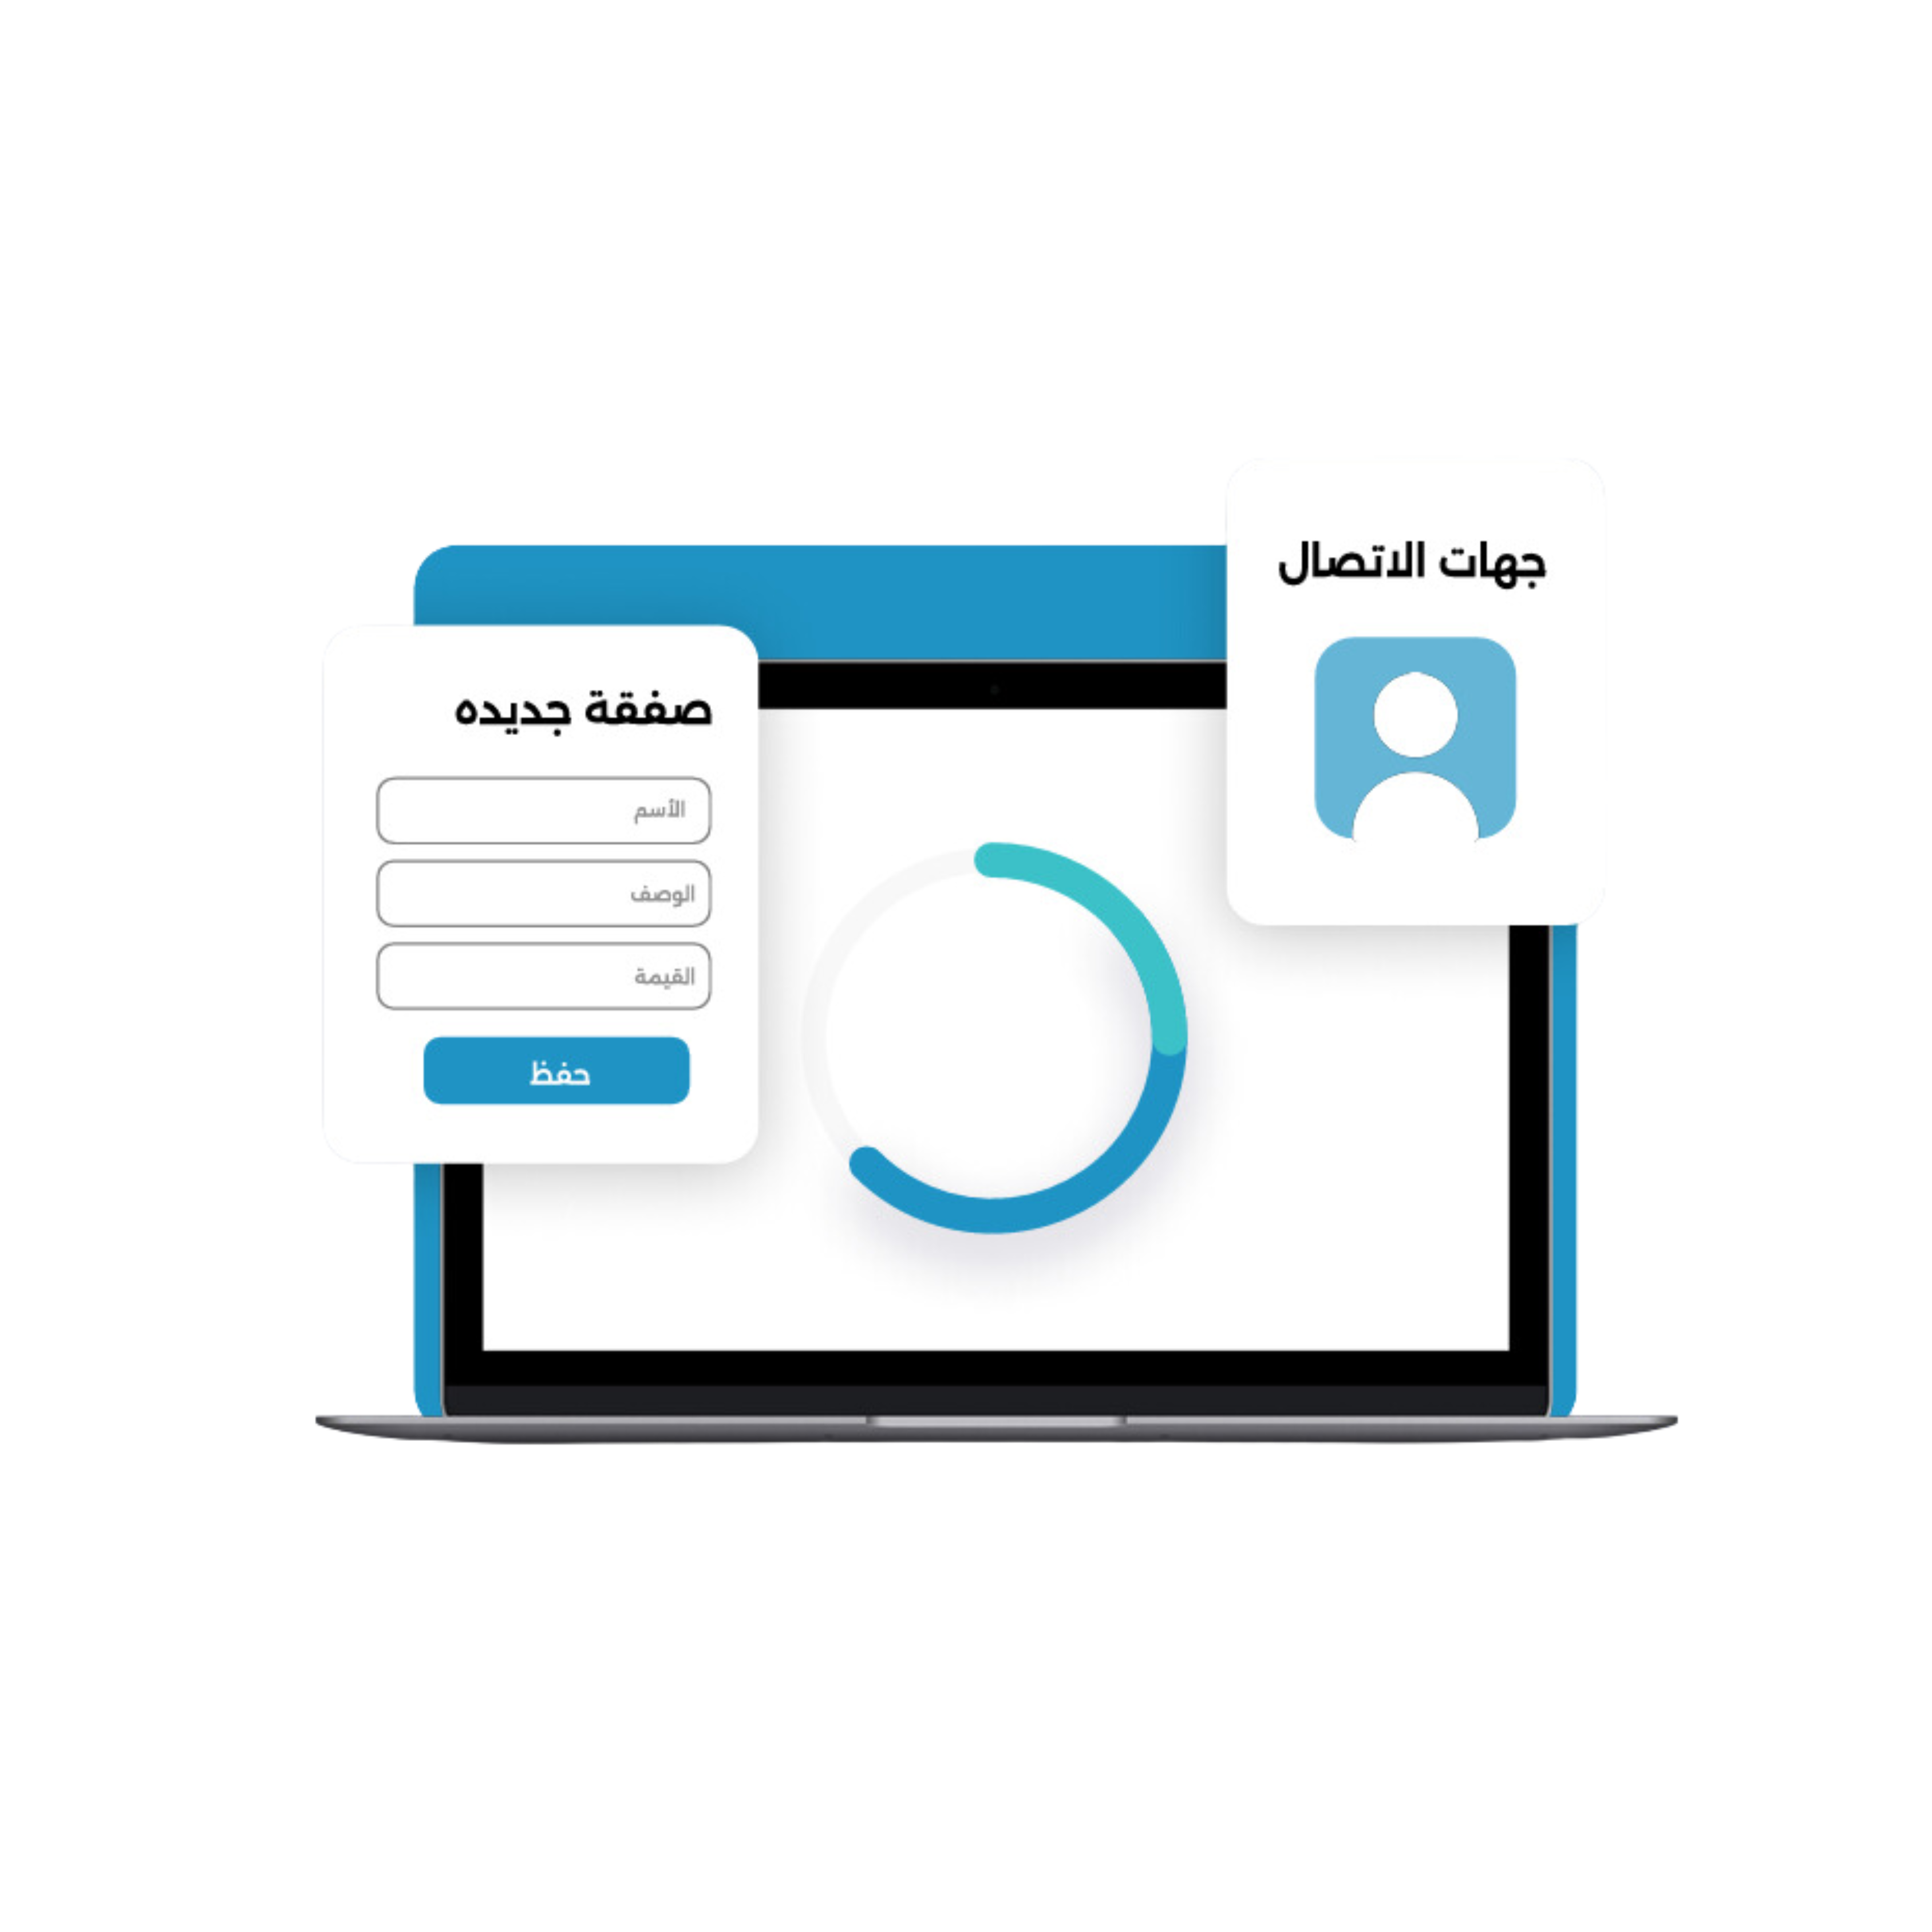 جهات الاتصال
صفقة جديده
الأسم
الوصف
القيمة
حفظ